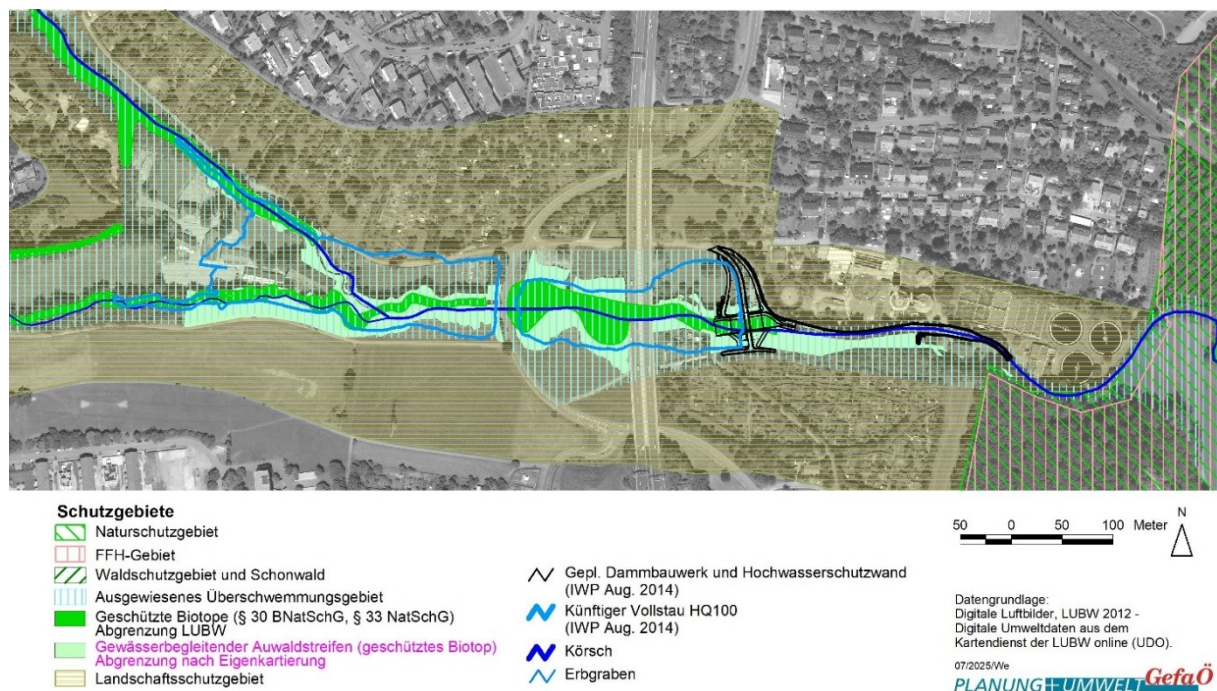 Schutzgebiete
Naturschutzgebiet
FFH-Gebiet
Waldschutzgebiet und Schonwald
Ausgewiesenes Überschwemmungsgebiet
Geschützte Biotope (§ 30 BNatSchG, § 33 NatSchG)
Abgrenzung LUBW
Gewässerbegleitender Auwaldstreifen (geschütztes Biotop)
Abgrenzung nach Eigenkartierung
Landschaftsschutzgebiet
Gepl. Dammbauwerk und Hochwasserschutzwand
(IWP Aug. 2014)
Künftiger Vollstau HQ100
(IWP Aug. 2014)
Körsch
Erbgraben
50 0 50 100 Meter
N
Datengrundlage:
Digitale Luftbilder, LUBW 2012 -
Digitale Umweltdaten aus dem
Kartendienst der LUBW online (UDO).
07/2025/We
PLANUNG+UMWELT GefaÖ